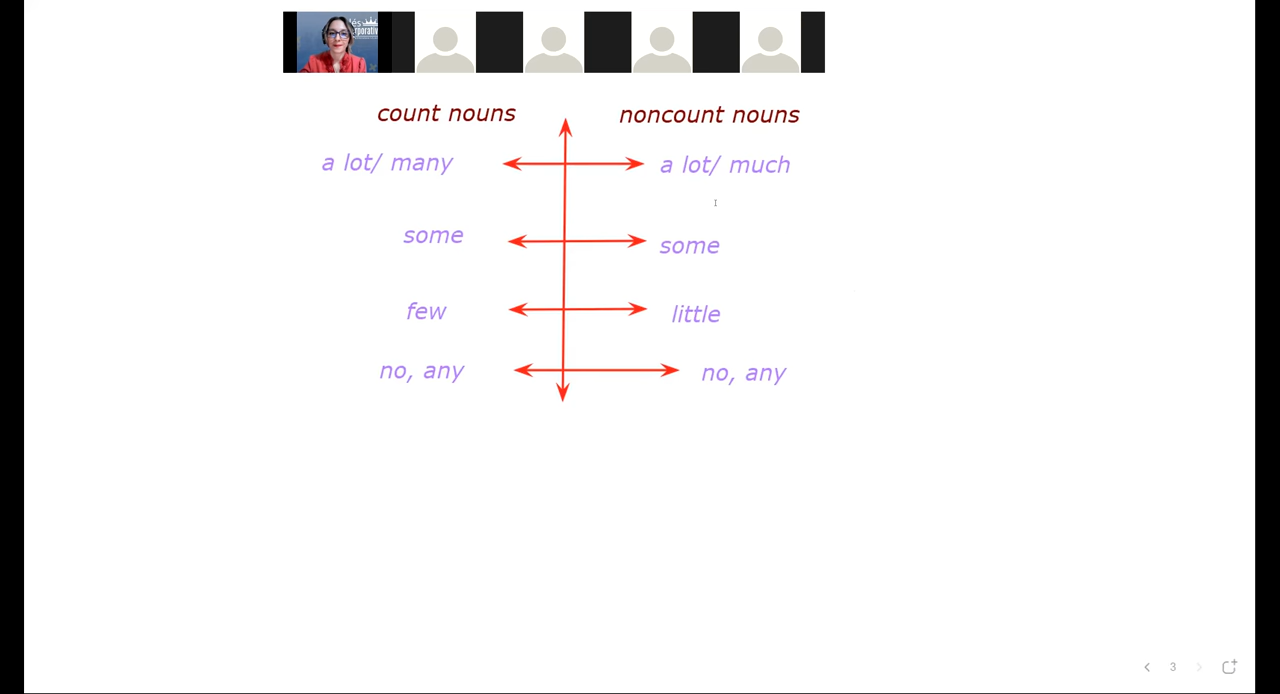 count nouns
noncount nouns
a lot/ many
a lot/ much
some
some
few
little
no, any
no, any
3